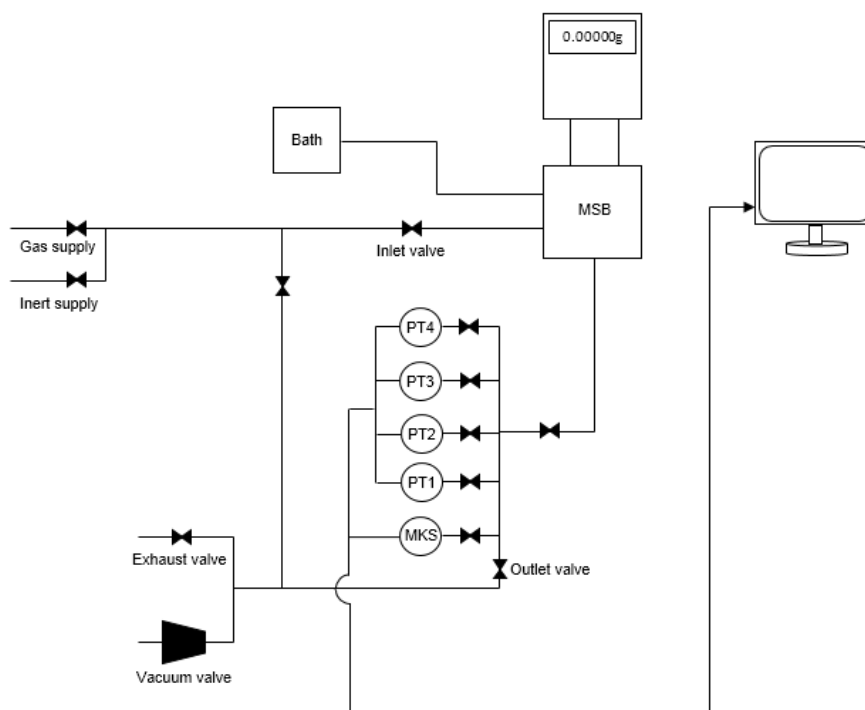 0.00000g
Bath
MSB
Gas supply
Inlet valve
Inert supply
PT4
PT3
PT2
PT1
MKS
Exhaust valve
Outlet valve
Vacuum valve